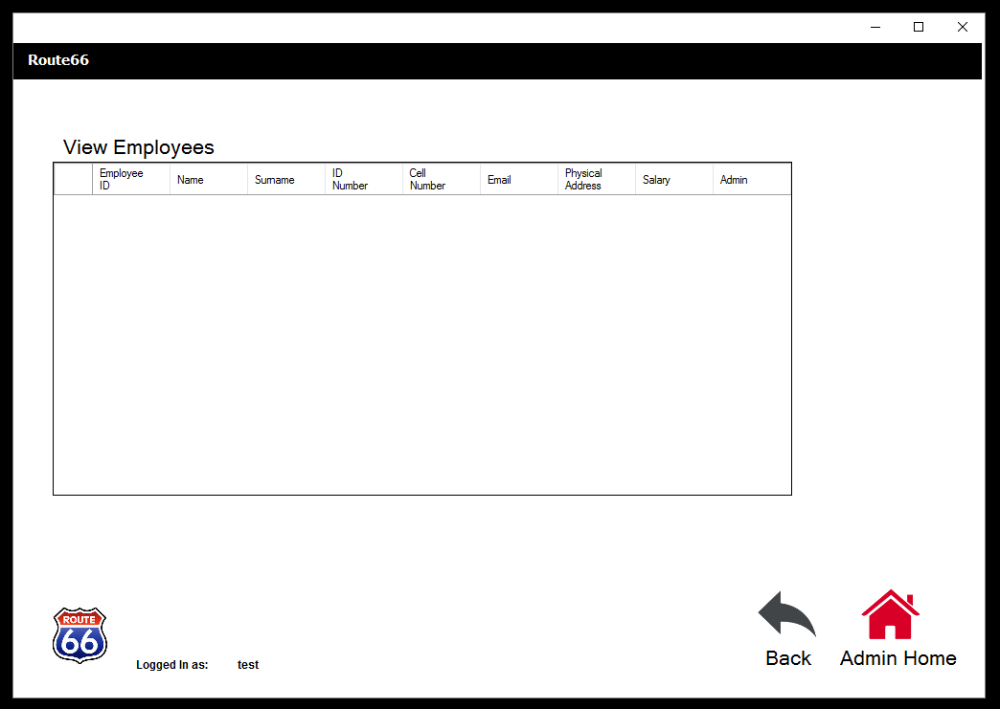 Route66
View Employees
Employee ID
Name
Surname
ID Number
Cell Number
Email
Physical Address
Salary
Admin
ROUTE
66
Logged In as: test
Back
Admin Home